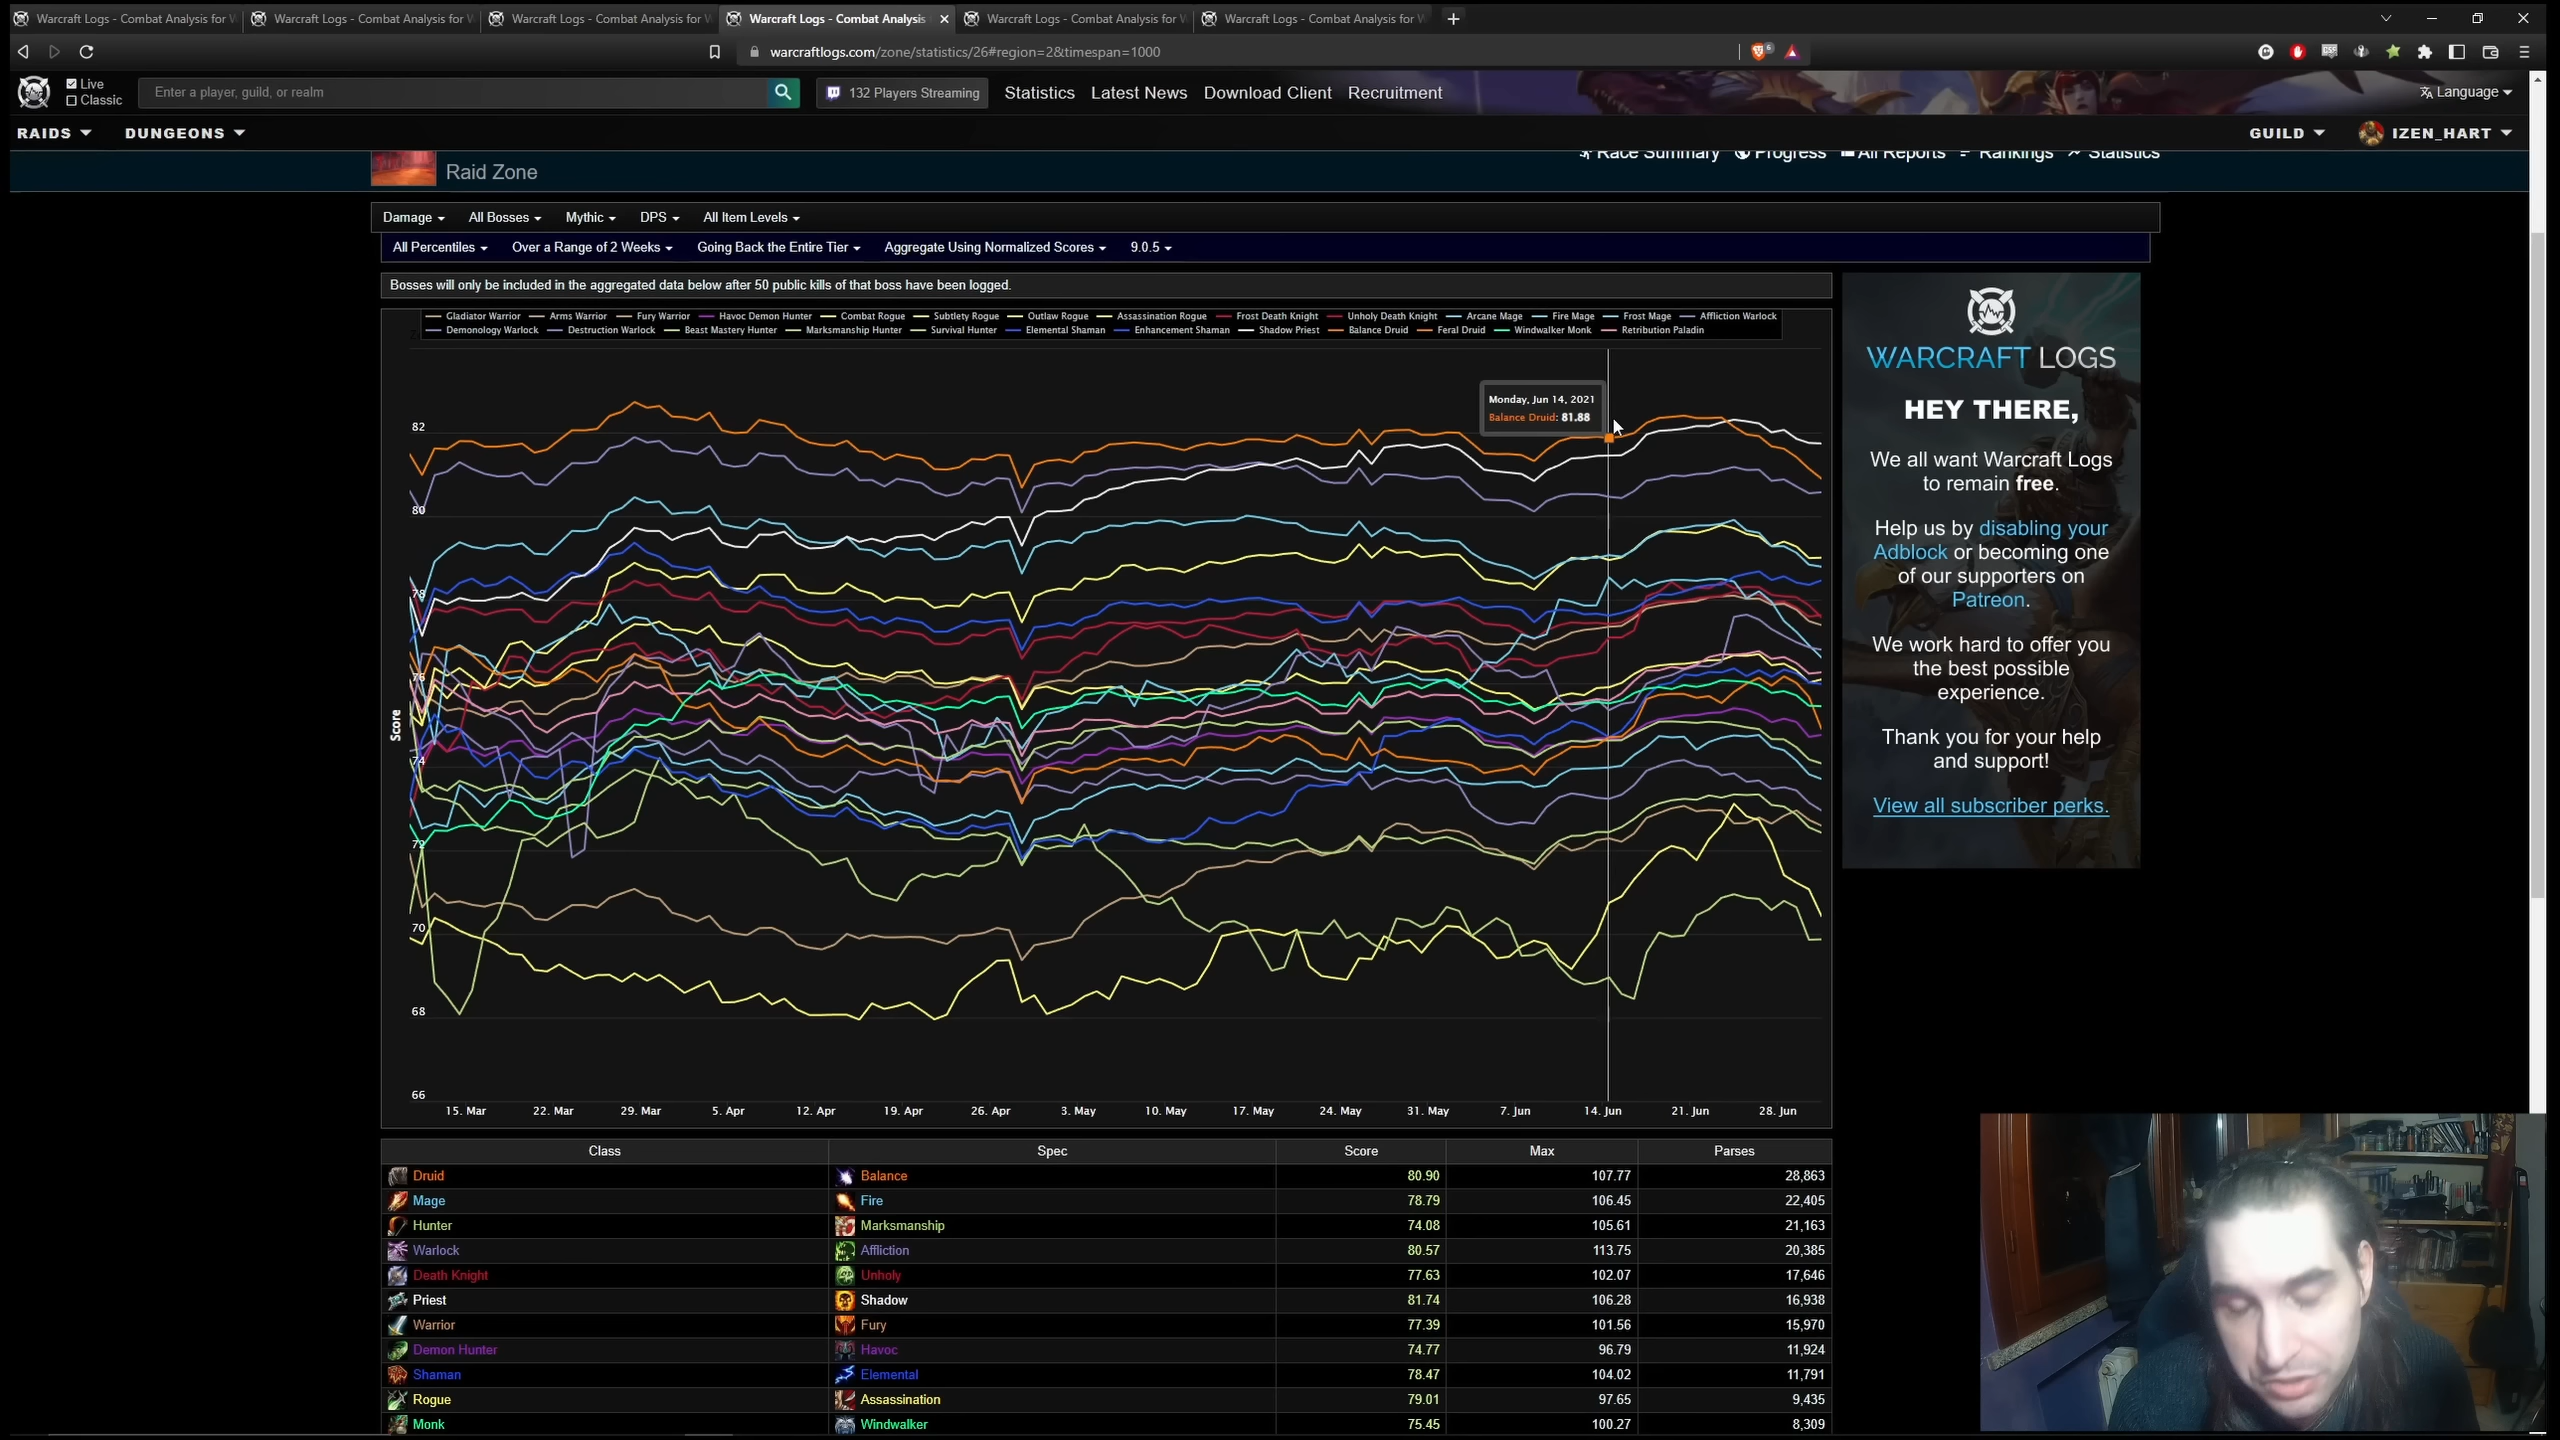 Warcraft Logs - Combat Analysis for W
Warcraft Logs - Combat Analysis for W
Warcraft Logs - Combat Analysis for W
Warcraft Logs - Combat Analysis
Warcraft Logs - Combat Analysis for W
Warcraft Logs - Combat Analysis for W
warcraftlogs.com/zone/statistics/26#region=2&timespan=1000
6
Live
Classic
Enter a player, guild, or realm
132 Players Streaming
Statistics
Latest News
Download Client
Recruitment
Language
RAIDS
DUNGEONS
GUILD
IZEN_HART
Raid Zone
Race Summary
Progress
All Reports
Rankings
Statistics
Damage
All Bosses
Mythic
DPS
All Item Levels
All Percentiles
Over a Range of 2 Weeks
Going Back the Entire Tier
Aggregate Using Normalized Scores
9.0.5
Bosses will only be included in the aggregated data below after 50 public kills of that boss have been logged.
Gladiator Warrior Arms Warrior Fury Warrior Havoc Demon Hunter Combat Rogue Subtlety Rogue Outlaw Rogue Assassination Rogue Frost Death Knight Unholy Death Knight Arcane Mage Fire Mage Frost Mage Affliction Warlock
Demonology Warlock Destruction Warlock Beast Mastery Hunter Marksmanship Hunter Survival Hunter Elemental Shaman Enhancement Shaman Shadow Priest Balance Druid Feral Druid Windwalker Monk Retribution Paladin
Monday, Jun 14, 2021
Balance Druid: 81.88
82
80
78
76
74
72
70
68
66
Score
15. Mar 22. Mar 29. Mar 5. Apr 12. Apr 19. Apr 26. Apr 3. May 10. May 17. May 24. May 31. May 7. Jun 14. Jun 21. Jun 28. Jun
WARCRAFT LOGS
HEY THERE,
We all want Warcraft Logs
to remain free.
Help us by disabling your
Adblock or becoming one
of our supporters on
Patreon.
We work hard to offer you
the best possible
experience.
Thank you for your help
and support!
View all subscriber perks.
Class Spec Score Max Parses
Druid Balance 80.90 107.77 28,863
Mage Fire 78.79 106.45 22,405
Hunter Marksmanship 74.08 105.61 21,163
Warlock Affliction 80.57 113.75 20,385
Death Knight Unholy 77.63 102.07 17,646
Priest Shadow 81.74 106.28 16,938
Warrior Fury 77.39 101.56 15,970
Demon Hunter Havoc 74.77 96.79 11,924
Shaman Elemental 78.47 104.02 11,791
Rogue Assassination 79.01 97.65 9,435
Monk Windwalker 75.45 100.27 8,309